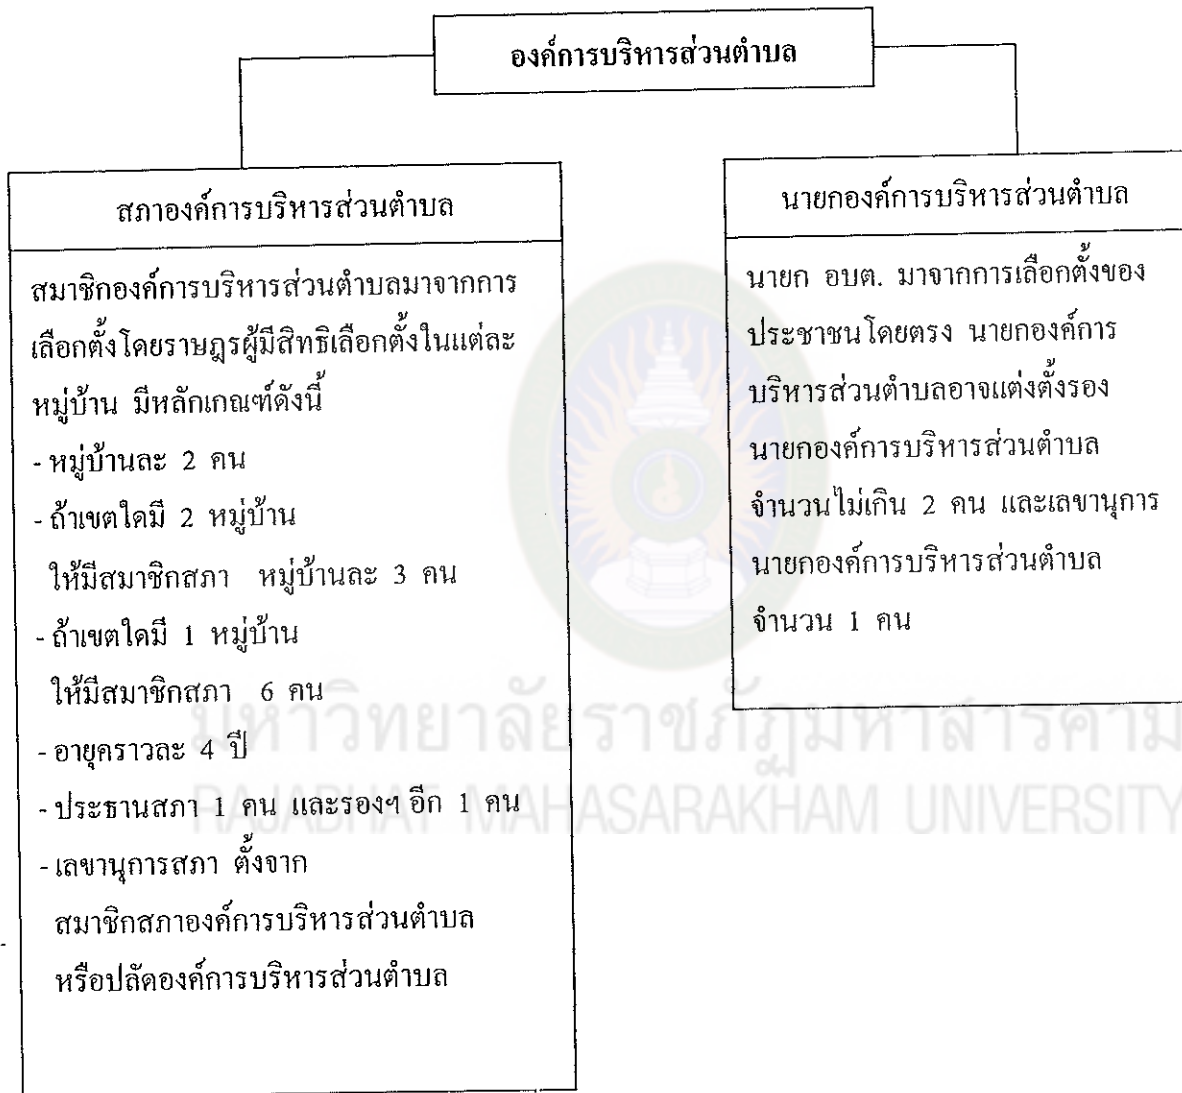 องค์การบริหารส่วนตำบล
สภาองค์การบริหารส่วนตำบล
สมาชิกองค์การบริหารส่วนตำบลมาจากการ
เลือกตั้งโดยราษฎรผู้มีสิทธิเลือกตั้งในแต่ละ
หมู่บ้าน มีหลักเกณฑ์ดังนี้
- หมู่บ้านละ 2 คน
- ถ้าเขตใดมี 2 หมู่บ้าน
ให้มีสมาชิกสภา หมู่บ้านละ 3 คน
- ถ้าเขตใดมี 1 หมู่บ้าน
ให้มีสมาชิกสภา 6 คน
- อายุคราวละ 4 ปี
- ประธานสภา 1 คน และรองฯ อีก 1 คน
- เลขานุการสภา ตั้งจาก
สมาชิกสภาองค์การบริหารส่วนตำบล
หรือปลัดองค์การบริหารส่วนตำบล
นายกองค์การบริหารส่วนตำบล
นายก อบต. มาจากการเลือกตั้งของ
ประชาชนโดยตรง นายกองค์การ
บริหารส่วนตำบลอาจแต่งตั้งรอง
นายกองค์การบริหารส่วนตำบล
จำนวนไม่เกิน 2 คน และเลขานุการ
นายกองค์การบริหารส่วนตำบล
จำนวน 1 คน
มหาวิทยาลัยราชภัฏมหาสารคาม
RAJABHAT MAHASARAKHAM UNIVERSITY